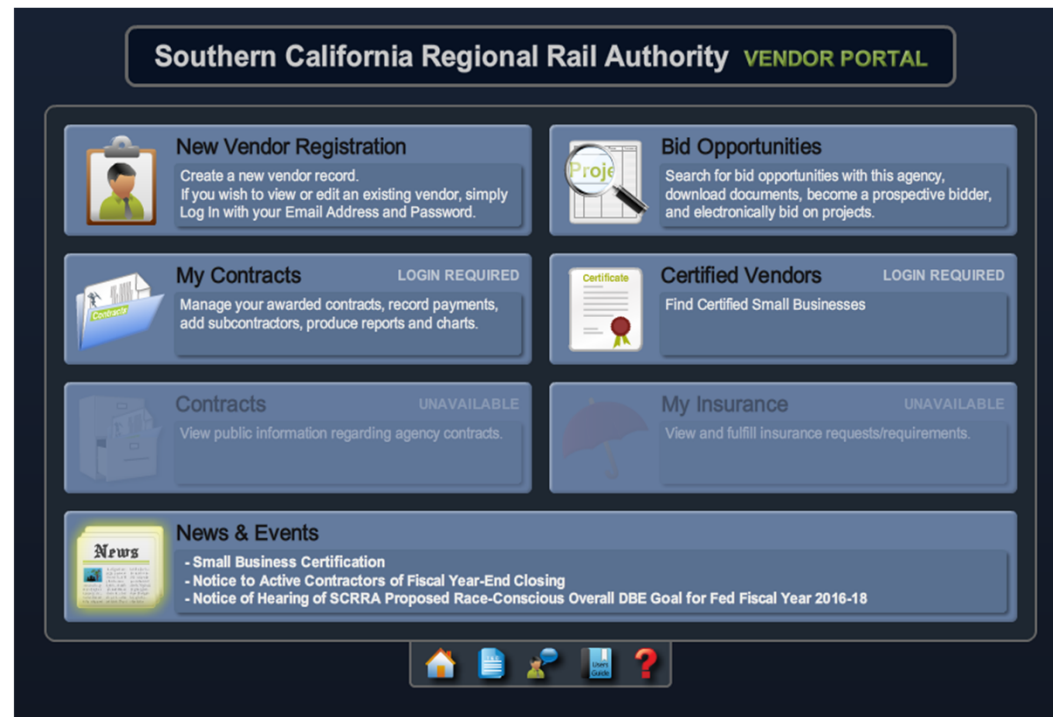 Southern California Regional Rail Authority VENDOR PORTAL
New Vendor Registration
Create a new vendor record.
If you wish to view or edit an existing vendor, simply
Log In with your Email Address and Password.
Proje
Bid Opportunities
Search for bid opportunities with this agency,
download documents, become a prospective bidder,
and electronically bid on projects.
Contracts
My Contracts LOGIN REQUIRED
Manage your awarded contracts, record payments,
add subcontractors, produce reports and charts.
Certificate
Certified Vendors LOGIN REQUIRED
Find Certified Small Businesses
Contracts UNAVAILABLE
View public information regarding agency contracts.
My Insurance UNAVAILABLE
View and fulfill insurance requests/requirements.
News
News & Events
- Small Business Certification
- Notice to Active Contractors of Fiscal Year-End Closing
- Notice of Hearing of SCRRA Proposed Race-Conscious Overall DBE Goal for Fed Fiscal Year 2016-18
Users
Guide
?